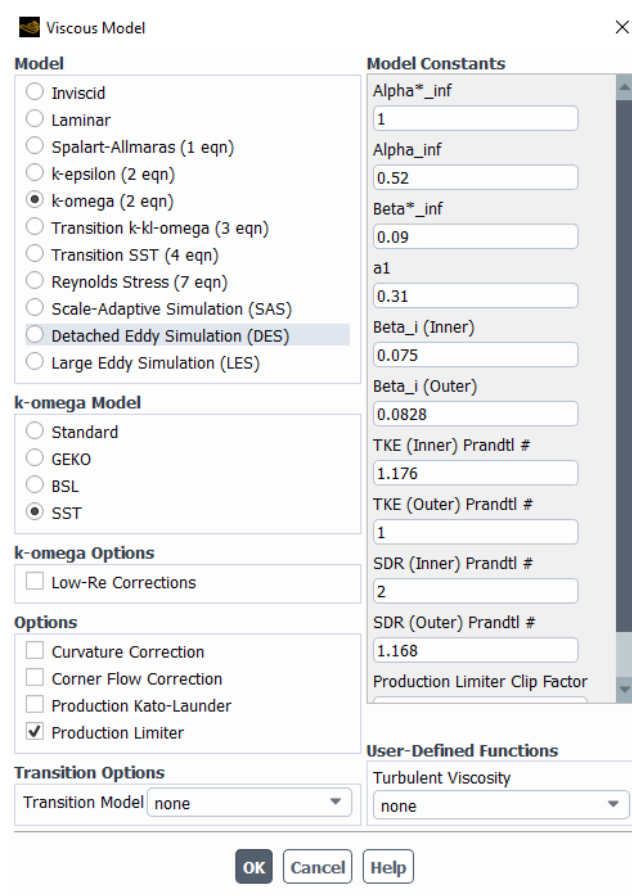 Viscous Model
Model
Inviscid
Laminar
Spalart-Allmaras (1 eqn)
k-epsilon (2 eqn)
k-omega (2 eqn)
Transition k-kl-omega (3 eqn)
Transition SST (4 eqn)
Reynolds Stress (7 eqn)
Scale-Adaptive Simulation (SAS)
Detached Eddy Simulation (DES)
Large Eddy Simulation (LES)
k-omega Model
Standard
GEKO
BSL
SST
k-omega Options
Low-Re Corrections
Options
Curvature Correction
Corner Flow Correction
Production Kato-Launder
Production Limiter
Transition Options
Transition Model none
Model Constants
Alpha*_inf
1
Alpha_inf
0.52
Beta*_inf
0.09
a1
0.31
Beta_i (Inner)
0.075
Beta_i (Outer)
0.0828
TKE (Inner) Prandtl #
1.176
TKE (Outer) Prandtl #
1
SDR (Inner) Prandtl #
2
SDR (Outer) Prandtl #
1.168
Production Limiter Clip Factor
User-Defined Functions
Turbulent Viscosity
none
OK Cancel Help